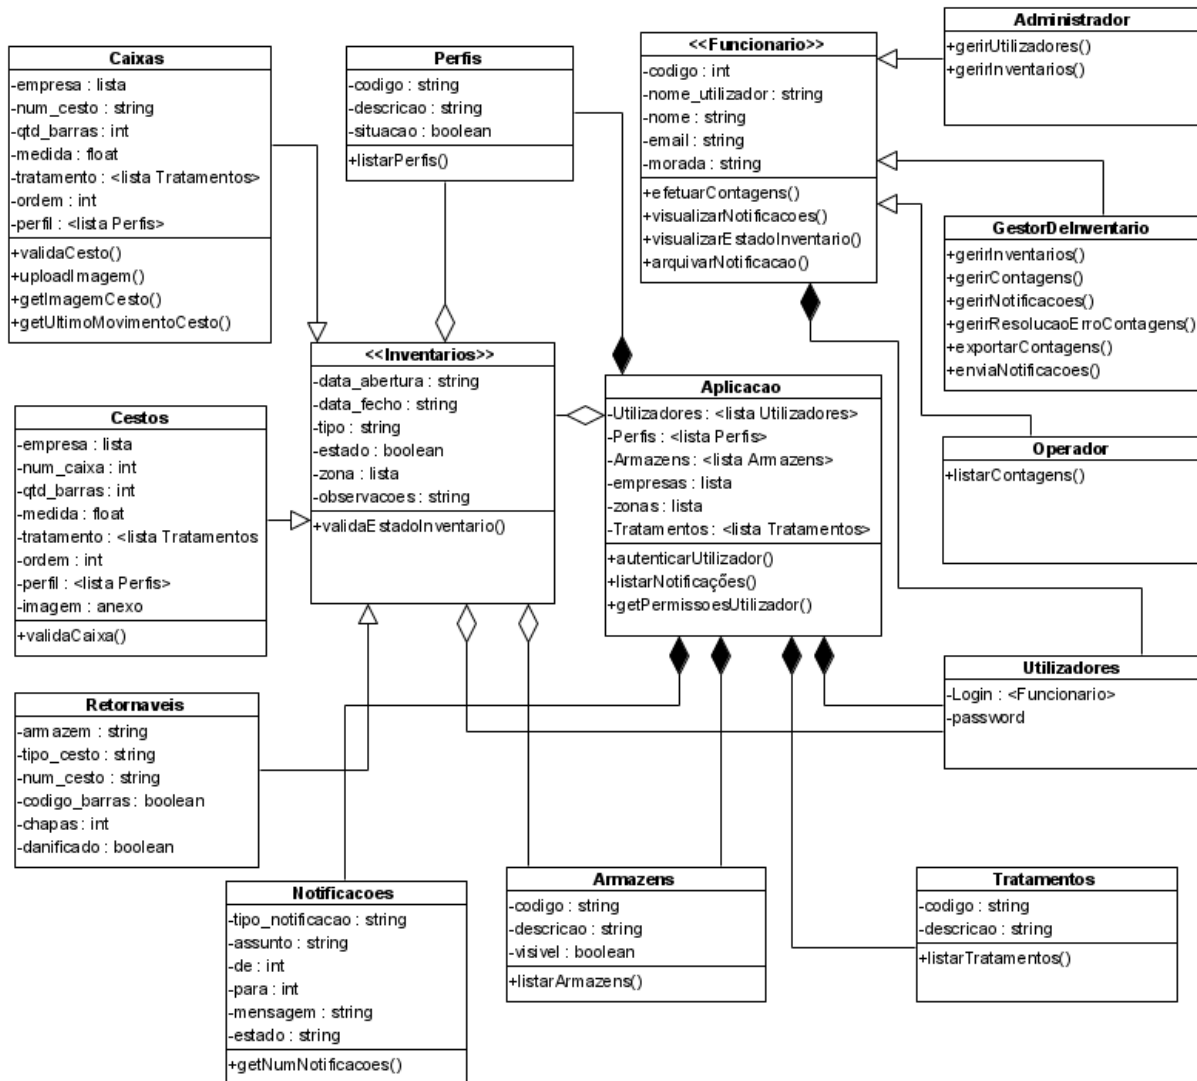 Caixas
-empresa : lista
-num_cesto : string
-qtd_barras : int
-medida : float
-tratamento : <lista Tratamentos>
-ordem : int
-perfil : <lista Perfis>
+validaCesto()
+uploadImagem()
+getImagemCesto()
+getUltimoMovimentoCesto()
Perfis
-codigo : string
-descricao : string
-situacao : boolean
+listarPerfis()
<<Funcionario>>
-codigo : int
-nome_utilizador : string
-nome : string
-email : string
-morada : string
+efetuarContagens()
+visualizarNotificacoes()
+visualizarEstadoInventario()
+arquivarNotificacao()
Administrador
+gerirUtilizadores()
+gerirInventarios()
GestorDeInventario
+gerirInventarios()
+gerirContagens()
+gerirNotificacoes()
+gerirResolucaoErroContagens()
+exportarContagens()
+enviaNotificacoes()
<<Inventarios>>
-data_abertura : string
-data_fecho : string
-tipo : string
-estado : boolean
-zona : lista
-observacoes : string
+validaEstadoInventario()
Aplicacao
-Utilizadores : <lista Utilizadores>
-Perfis : <lista Perfis>
-Armazens : <lista Armazens>
-empresas : lista
-zonas : lista
-Tratamentos : <lista Tratamentos>
+autenticarUtilizador()
+listarNotificações()
+getPermissoesUtilizador()
Cestos
-empresa : lista
-num_caixa : int
-qtd_barras : int
-medida : float
-tratamento : <lista Tratamentos
-ordem : int
-perfil : <lista Perfis>
-imagem : anexo
+validaCaixa()
Operador
+listarContagens()
Utilizadores
-Login : <Funcionario>
-password
Retornaveis
-armazem : string
-tipo_cesto : string
-num_cesto : string
-codigo_barras : boolean
-chapas : int
-danificado : boolean
Notificacoes
-tipo_notificacao : string
-assunto : string
-de : int
-para : int
-mensagem : string
-estado : string
+getNumNotificacoes()
Armazens
-codigo : string
-descricao : string
-visivel : boolean
+listarArmazens()
Tratamentos
-codigo : string
-descricao : string
+listarTratamentos()